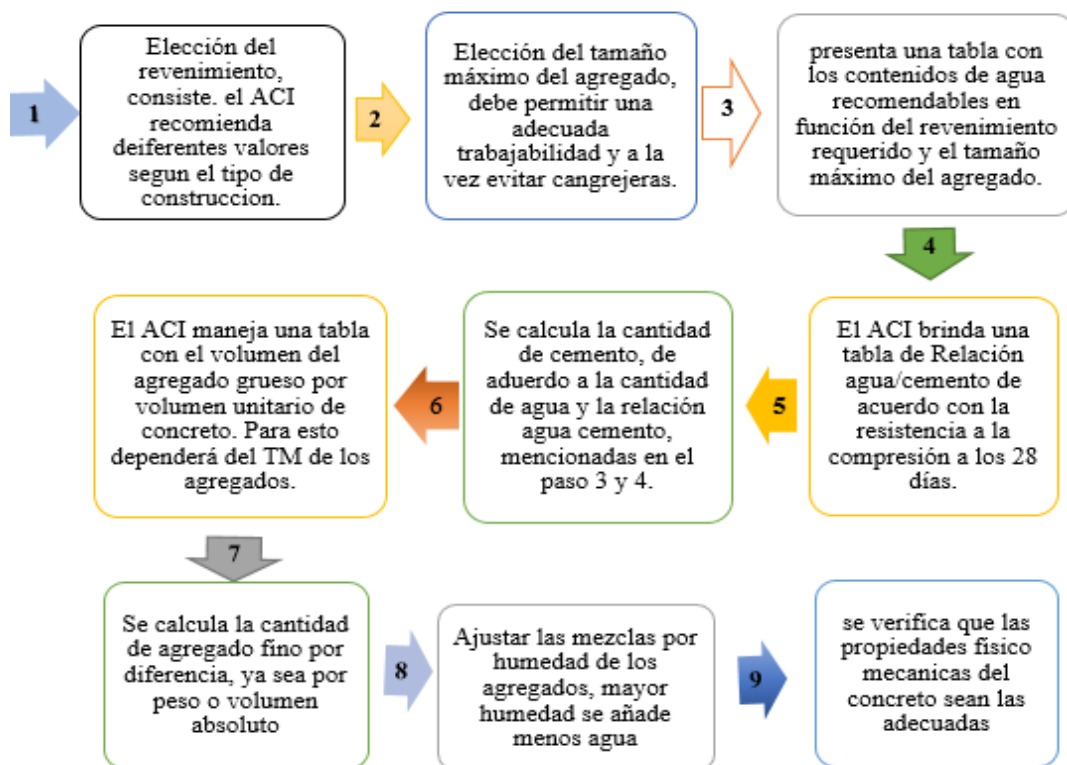 1
Elección del
revenimiento,
consiste. el ACI
recomienda
deiferentes valores
segun el tipo de
construccion.
2
Elección del tamaño
máximo del agregado,
debe permitir una
adecuada
trabajabilidad y a la
vez evitar cangrejeras.
3
presenta una tabla con
los contenidos de agua
recomendables en
función del revenimiento
requerido y el tamaño
máximo del agregado.
4
El ACI brinda una
tabla de Relación
agua/cemento de
acuerdo con la
resistencia a la
compresión a los 28
días.
5
Se calcula la cantidad
de cemento, de
aduerdo a la cantidad
de agua y la relación
agua cemento,
mencionadas en el
paso 3 y 4.
6
El ACI maneja una tabla
con el volumen del
agregado grueso por
volumen unitario de
concreto. Para esto
dependerá del TM de los
agregados.
7
Se calcula la cantidad
de agregado fino por
diferencia, ya sea por
peso o volumen
absoluto
8
Ajustar las mezclas por
humedad de los
agregados, mayor
humedad se añade
menos agua
9
se verifica que las
propiedades físico
mecanicas del
concreto sean las
adecuadas